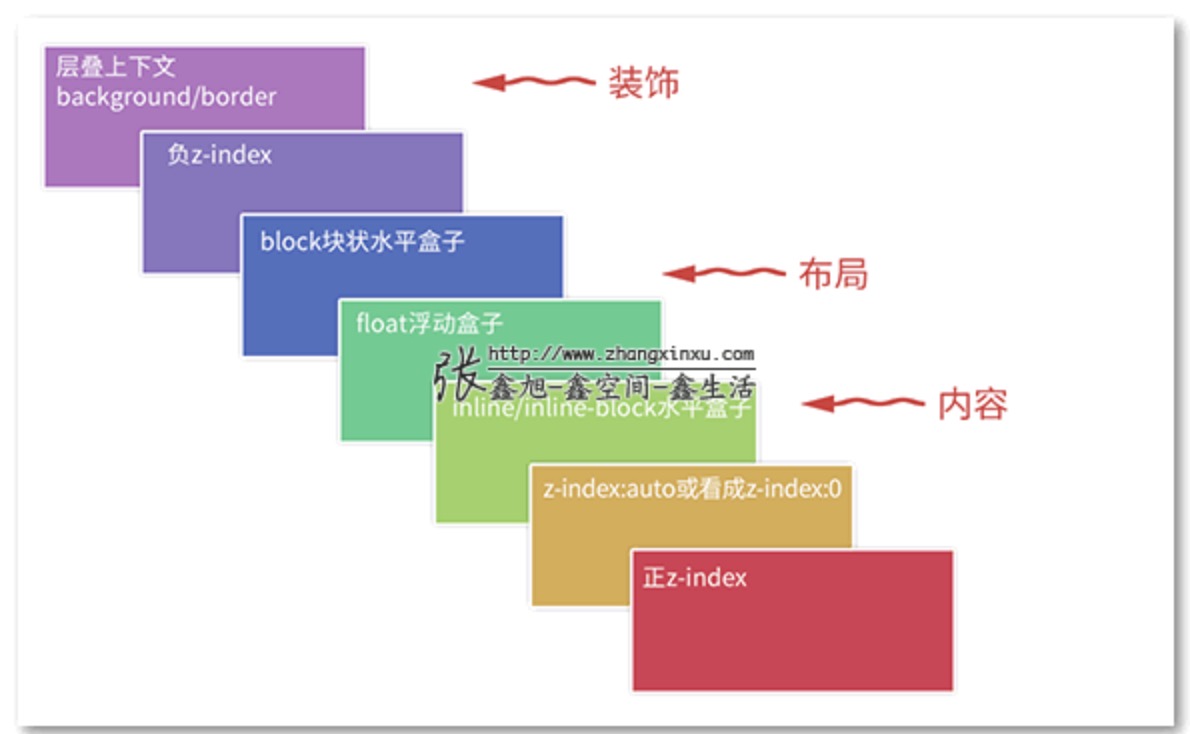 层叠上下文
background/border
装饰
负z-index
block块状水平盒子
布局
float浮动盒子
http://www.zhangxinxu.com
张鑫旭-鑫空间-鑫生活
inline/inline-block水平盒子
内容
z-index:auto或看成z-index:0
正z-index